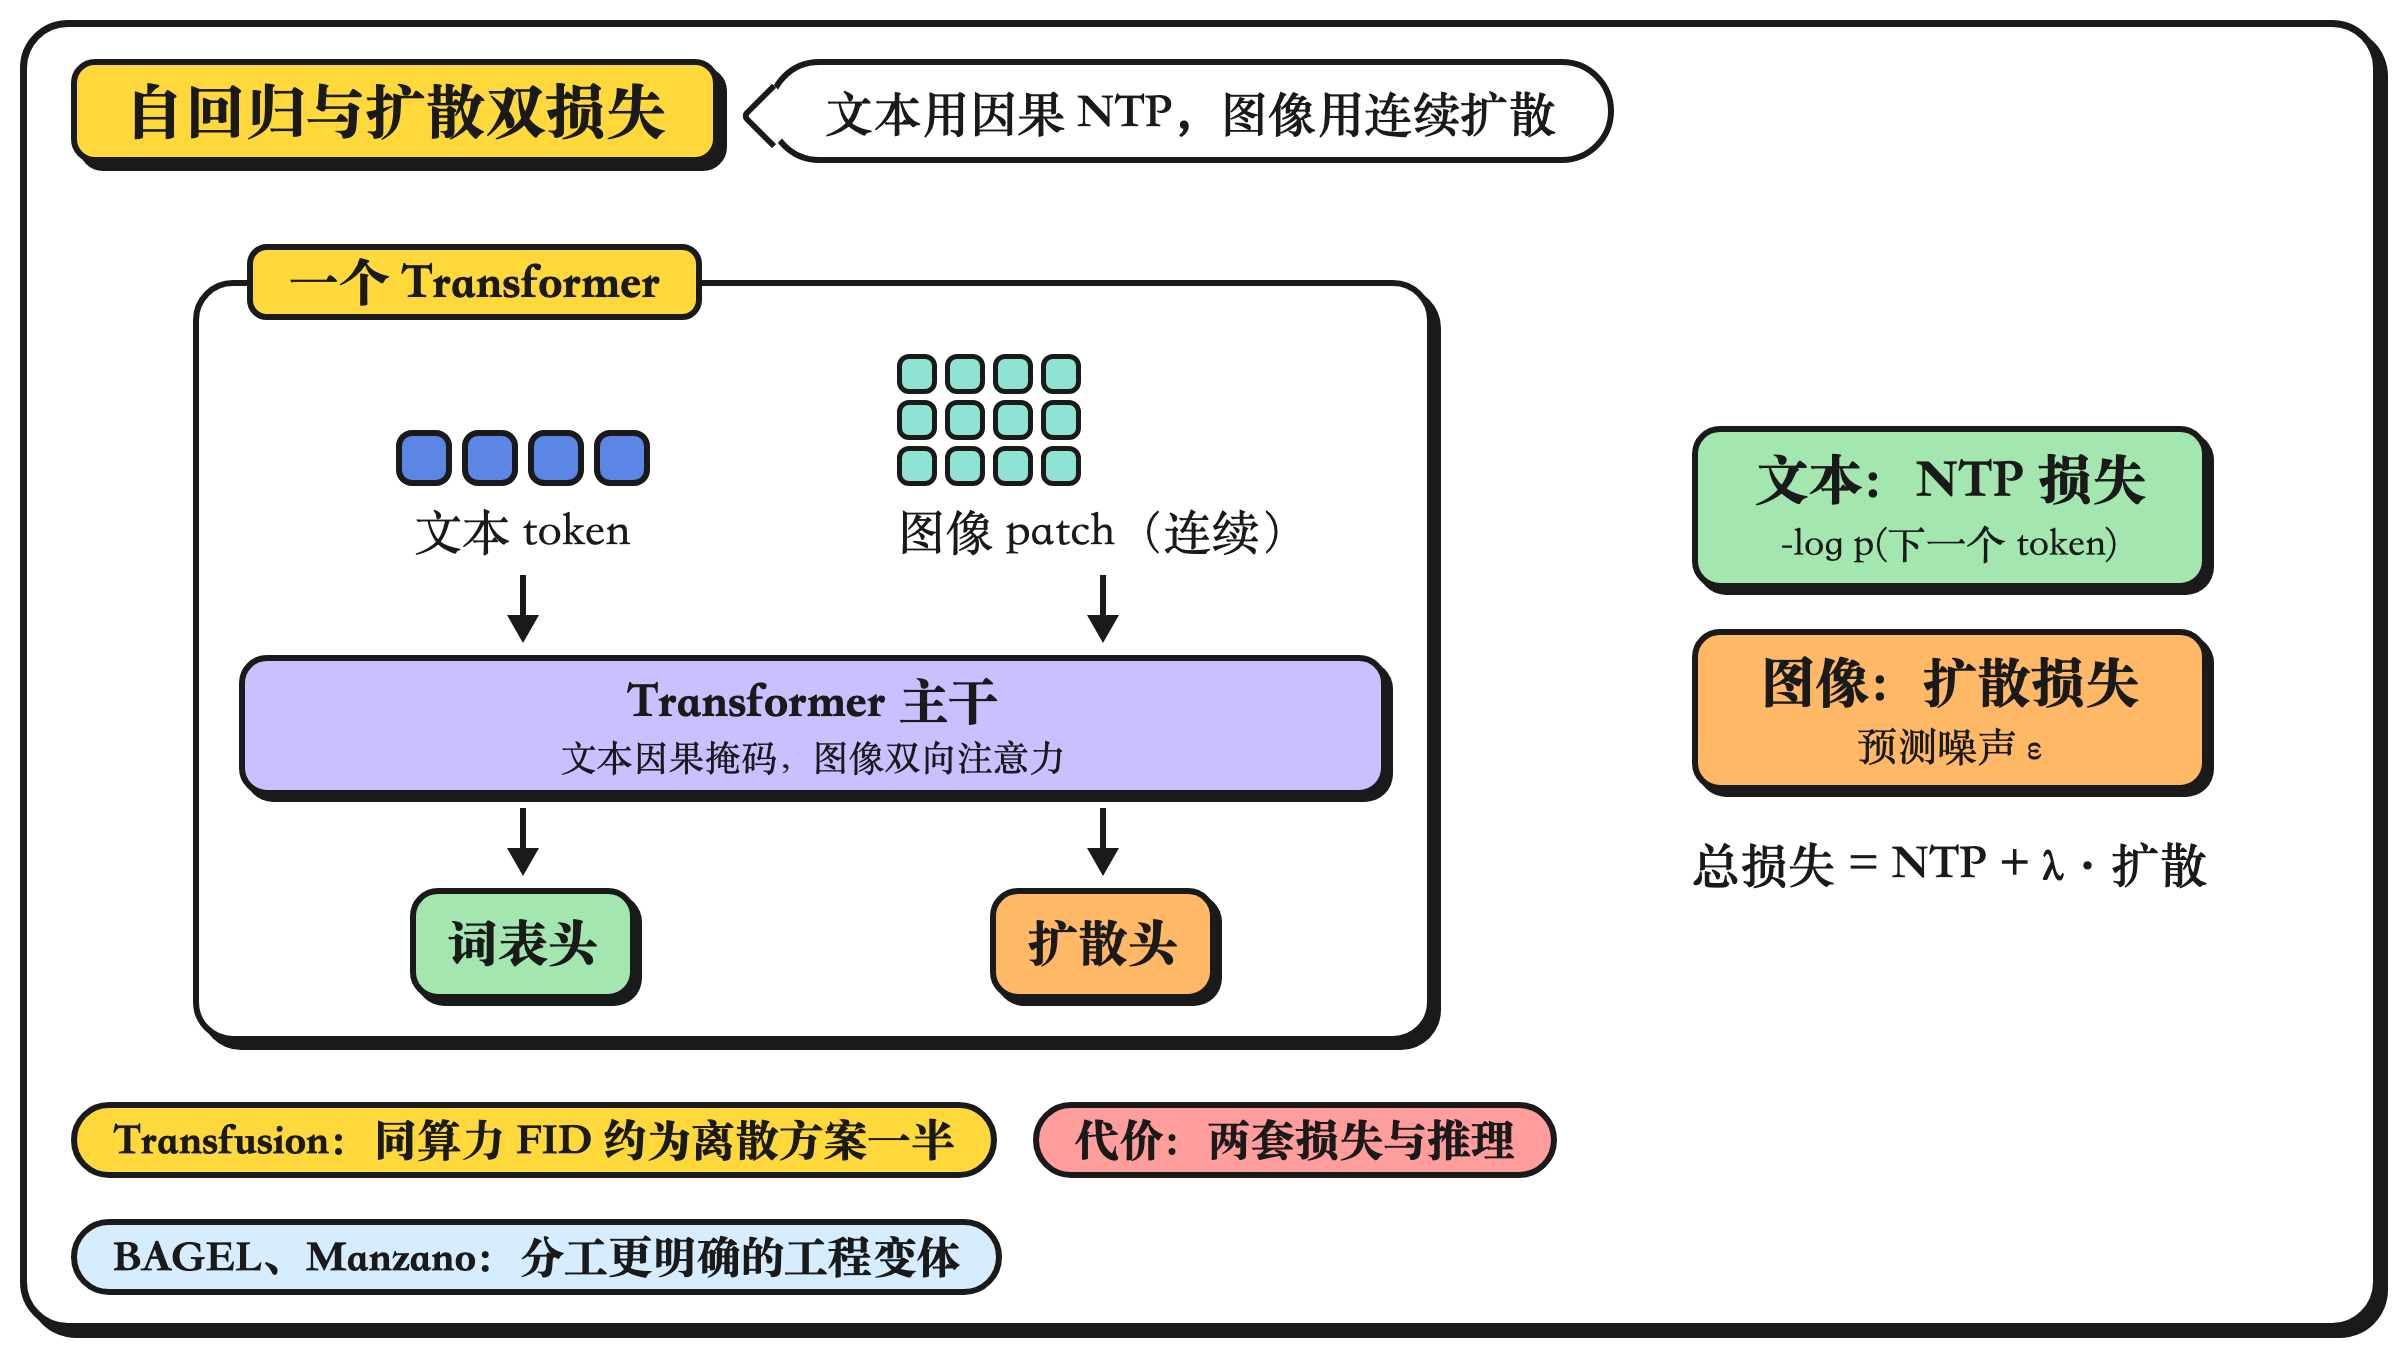 自回归与扩散双损失
文本用因果 NTP，图像用连续扩散
一个 Transformer
文本 token
图像 patch（连续）
Transformer 主干
文本因果掩码，图像双向注意力
词表头
扩散头
文本：NTP 损失
-log p(下一个 token)
图像：扩散损失
预测噪声 ε
总损失 = NTP + λ · 扩散
Transfusion：同算力 FID 约为离散方案一半
代价：两套损失与推理
BAGEL、Manzano：分工更明确的工程变体